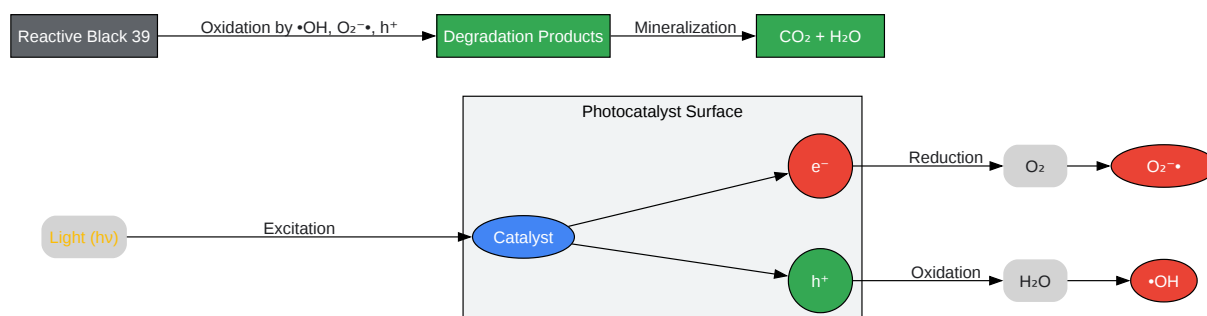 Reactive Black 39
Oxidation by •OH, O₂⁻•, h⁺
Degradation Products
Mineralization
CO₂ + H₂O
Photocatalyst Surface
e⁻
Reduction
O₂
O₂⁻•
Light (hν)
Excitation
Catalyst
h⁺
Oxidation
H₂O
•OH